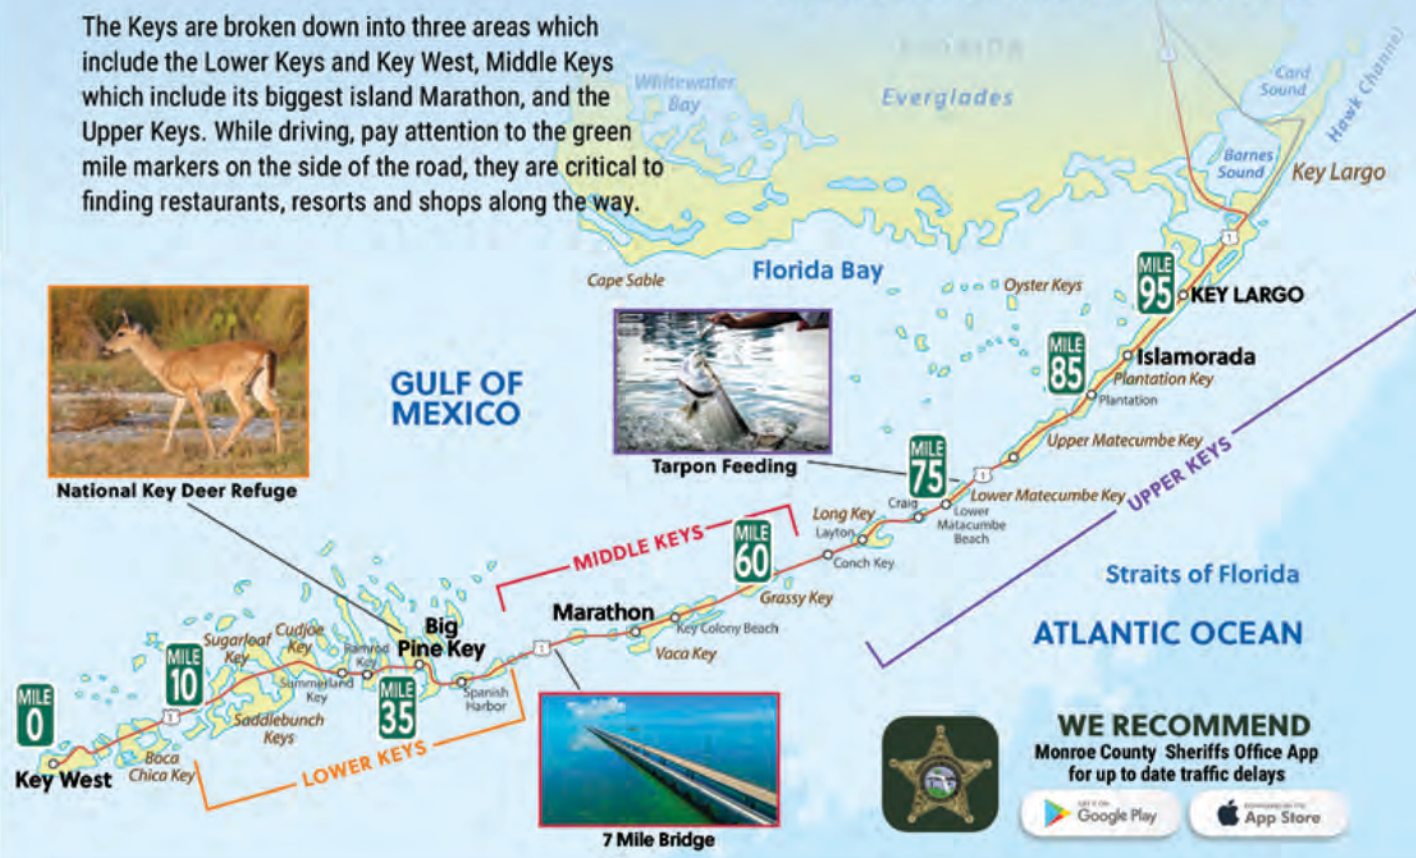 The Keys are broken down into three areas which
include the Lower Keys and Key West, Middle Keys
which include its biggest island Marathon, and the
Upper Keys. While driving, pay attention to the green
mile markers on the side of the road, they are critical to
finding restaurants, resorts and shops along the way.
FLORIDA
Whitewater
Bay
Everglades
Card
Sound
Hawk Channel
Barnes
Sound
Key Largo
1
Cape Sable
Florida Bay
Oyster Keys
MILE
95
KEY LARGO
GULF OF
MEXICO
MILE
85
Islamorada
Plantation Key
Plantation
Upper Matecumbe Key
UPPER KEYS
Tarpon Feeding
MILE
75
1
Lower Matecumbe Key
Craig
Lower
Matacumbe
Beach
National Key Deer Refuge
MIDDLE KEYS
MILE
60
Long Key
Layton
Conch Key
Grassy Key
Straits of Florida
ATLANTIC OCEAN
Marathon
Key Colony Beach
Vaca Key
1
Big
Pine Key
Cudjoe
Key
Sugarloaf
Key
Ramrod
Key
MILE
10
Summerland
Key
MILE
35
Spanish
Harbor
MILE
0
1
Saddlebunch
Keys
Boca
Chica Key
Key West
LOWER KEYS
7 Mile Bridge
WE RECOMMEND
Monroe County Sheriffs Office App
for up to date traffic delays
Google Play
App Store